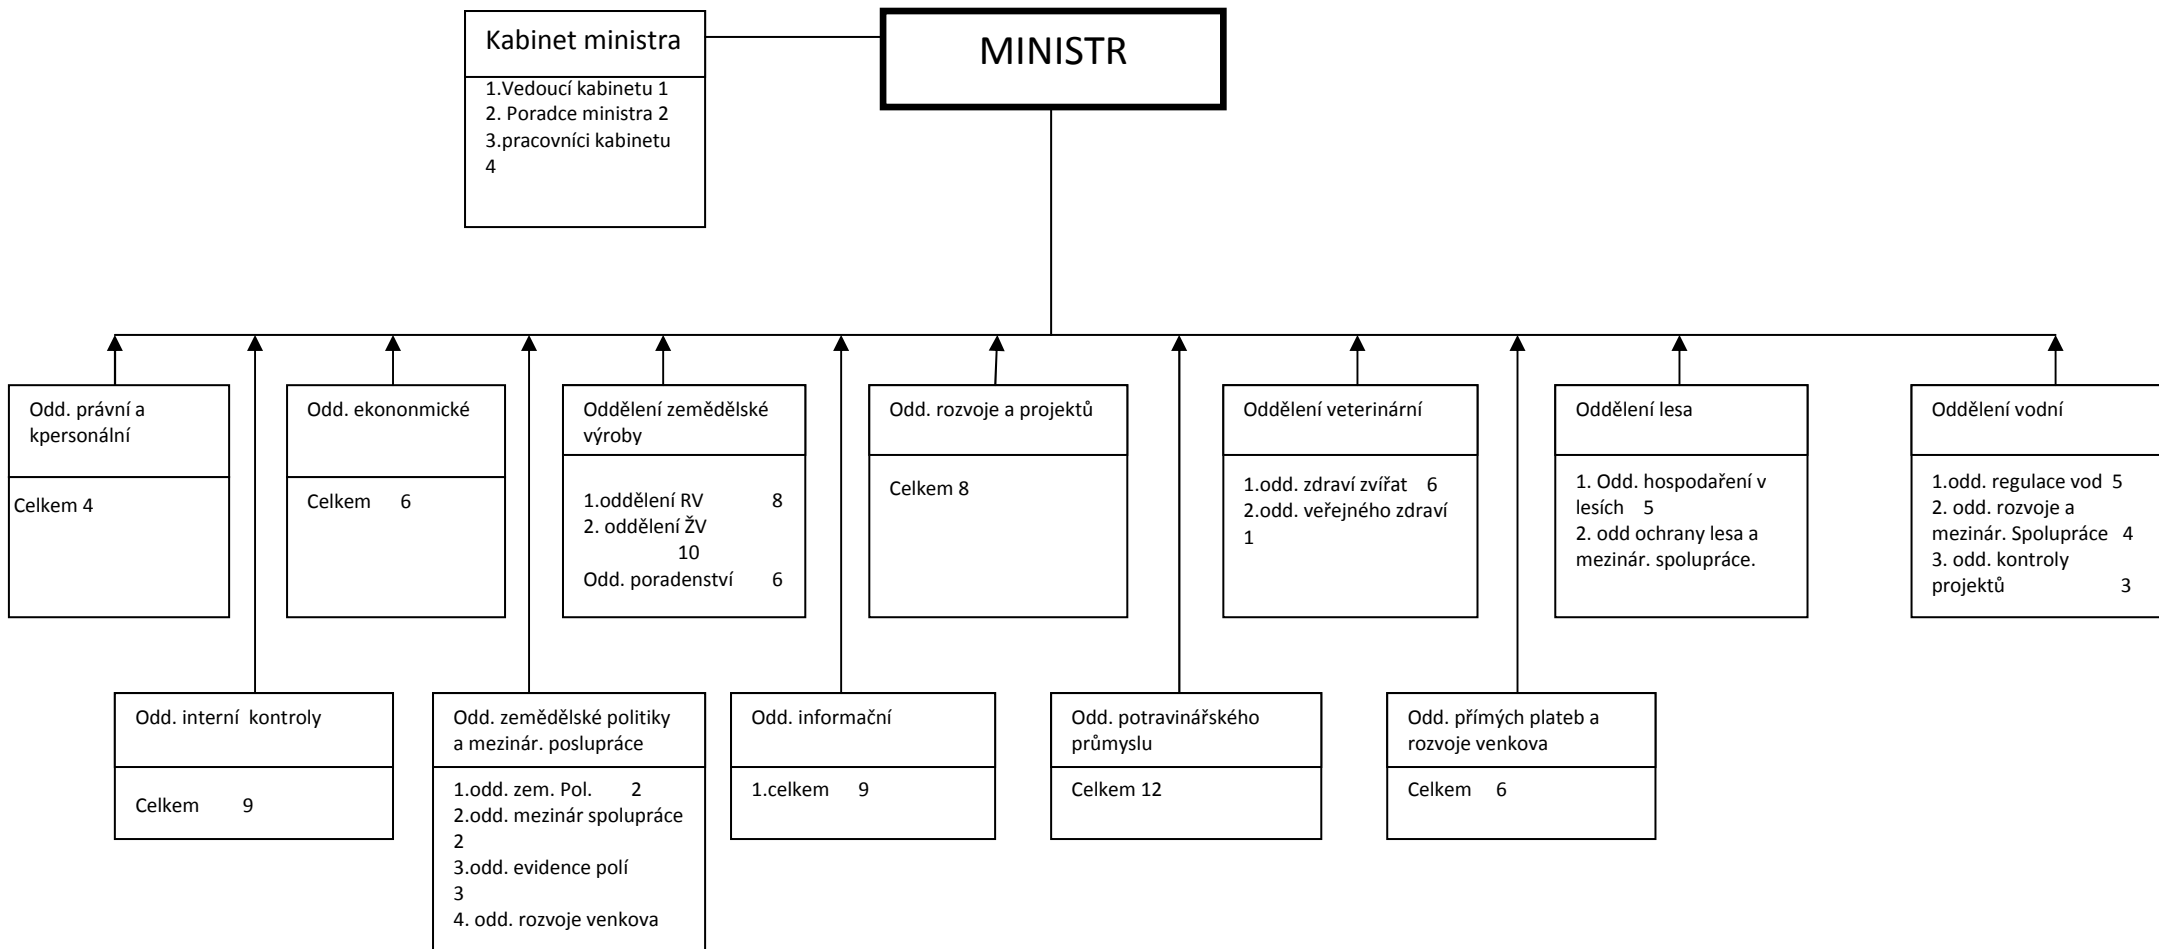 Kabinet ministra
1.Vedoucí kabinetu 1
2. Poradce ministra 2
3.pracovníci kabinetu
4
MINISTR
Odd. právní a
kpersonální
Celkem 4
Odd. ekononmické
Celkem 6
Oddělení zemědělské
výroby
1.oddělení RV 8
2. oddělení ŽV
10
Odd. poradenství 6
Odd. rozvoje a projektů
Celkem 8
Oddělení veterinární
1.odd. zdraví zvířat 6
2.odd. veřejného zdraví
1
Oddělení lesa
1. Odd. hospodaření v
lesích 5
2. odd ochrany lesa a
mezinár. spolupráce.
Oddělení vodní
1.odd. regulace vod 5
2. odd. rozvoje a
mezinár. Spolupráce 4
3. odd. kontroly
projektů 3
Odd. interní kontroly
Celkem 9
Odd. zemědělské politiky
a mezinár. poslupráce
1.odd. zem. Pol. 2
2.odd. mezinár spolupráce
2
3.odd. evidence polí
3
4. odd. rozvoje venkova
Odd. informační
1.celkem 9
Odd. potravinářského
průmyslu
Celkem 12
Odd. přímých plateb a
rozvoje venkova
Celkem 6